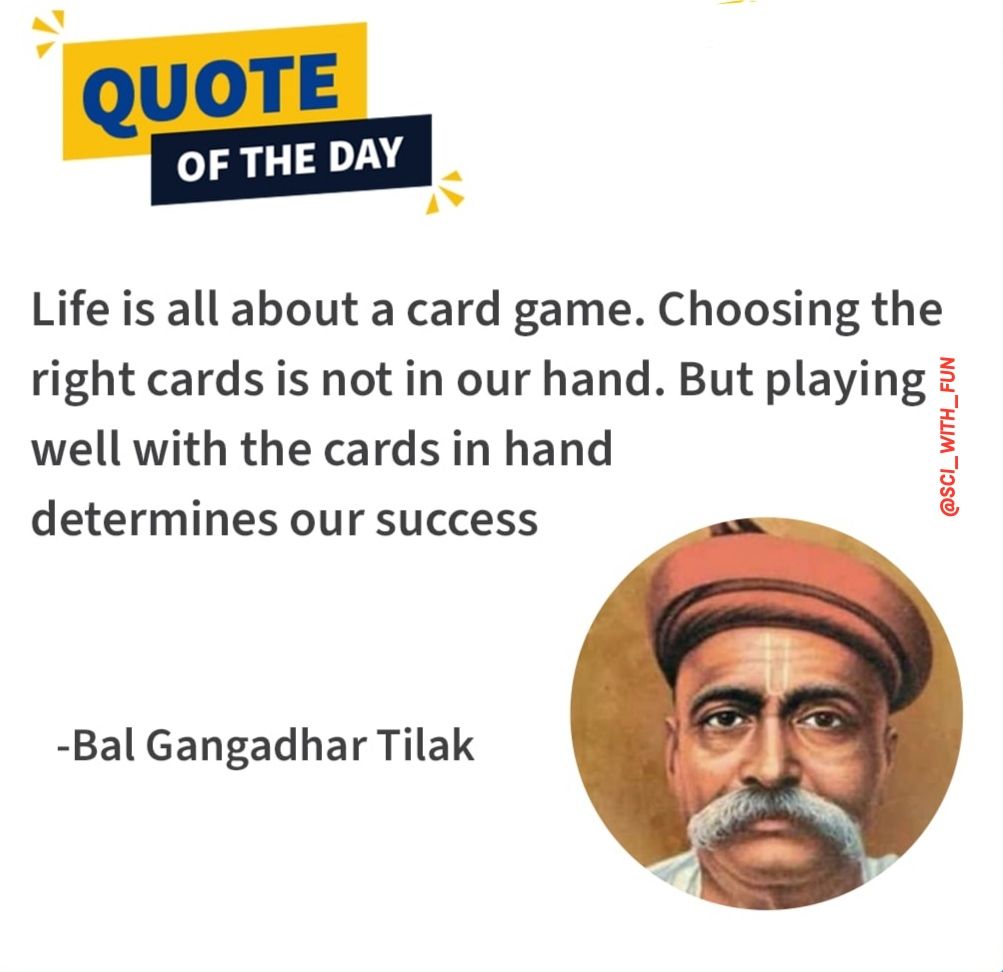 QUOTE
OF THE DAY
Life is all about a card game. Choosing the
right cards is not in our hand. But playing
well with the cards in hand
determines our success
@SCI_WITH_FUN
-Bal Gangadhar Tilak